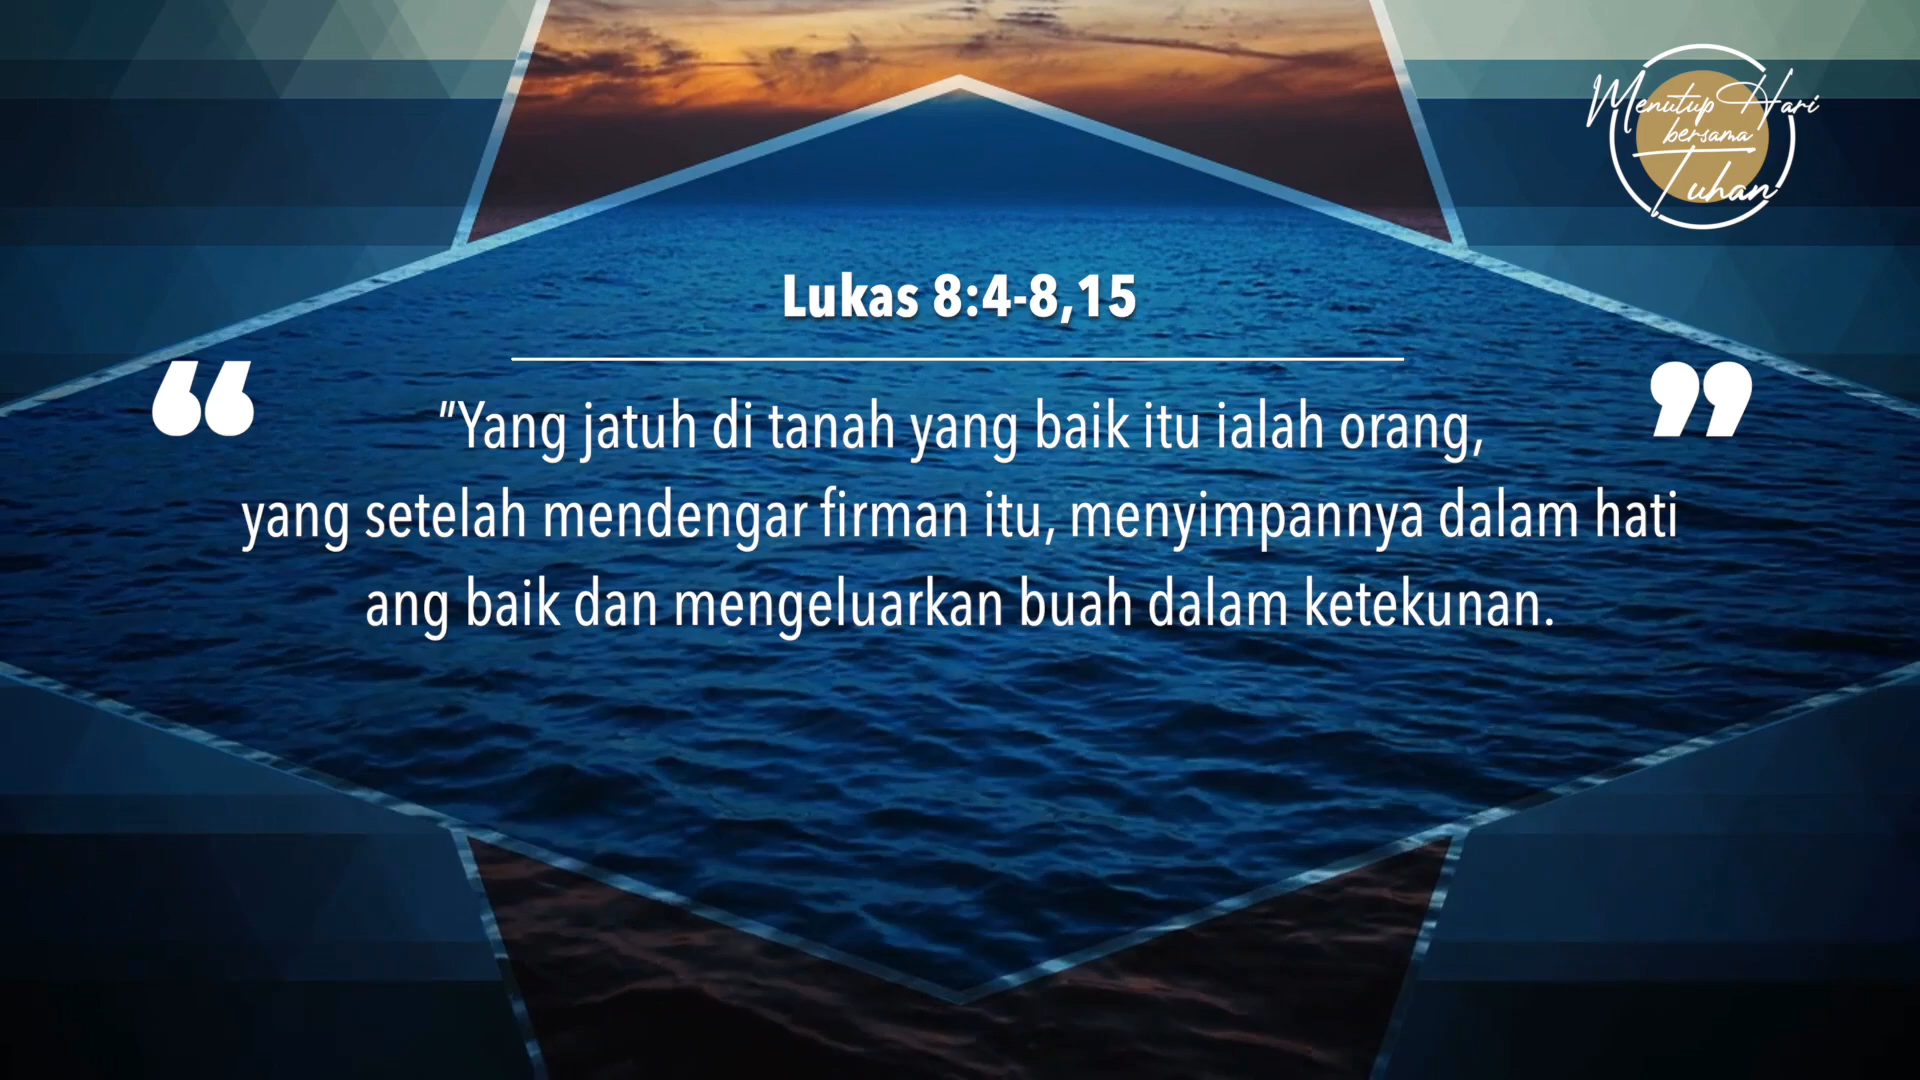 Menutup Hari
bersama
Tuhan
Lukas 8:4-8,15
“ ”
"Yang jatuh di tanah yang baik itu ialah orang,
yang setelah mendengar firman itu, menyimpannya dalam hati
ang baik dan mengeluarkan buah dalam ketekunan.